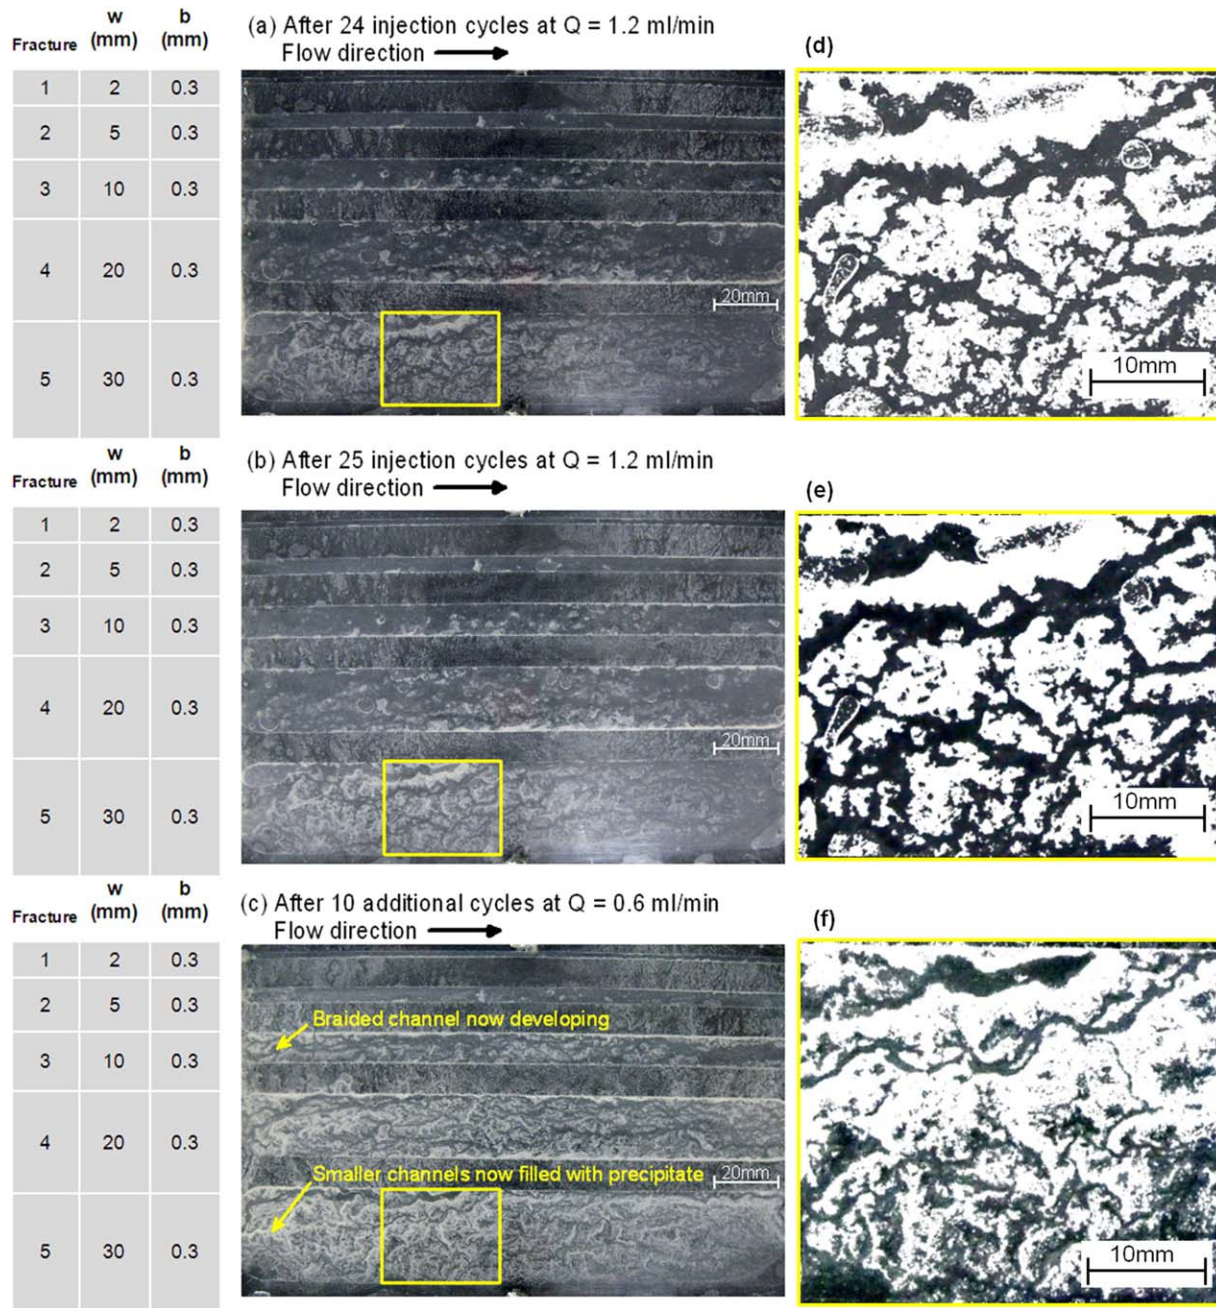 (a) After 24 injection cycles at Q = 1.2 ml/min
Flow direction
(d)
Fracture w (mm) b (mm)
1 2 0.3
2 5 0.3
3 10 0.3
4 20 0.3
5 30 0.3
20mm
10mm
(b) After 25 injection cycles at Q = 1.2 ml/min
Flow direction
(e)
Fracture w (mm) b (mm)
1 2 0.3
2 5 0.3
3 10 0.3
4 20 0.3
5 30 0.3
20mm
10mm
(c) After 10 additional cycles at Q = 0.6 ml/min
Flow direction
(f)
Fracture w (mm) b (mm)
1 2 0.3
2 5 0.3
3 10 0.3
4 20 0.3
5 30 0.3
Braided channel now developing
Smaller channels now filled with precipitate
20mm
10mm